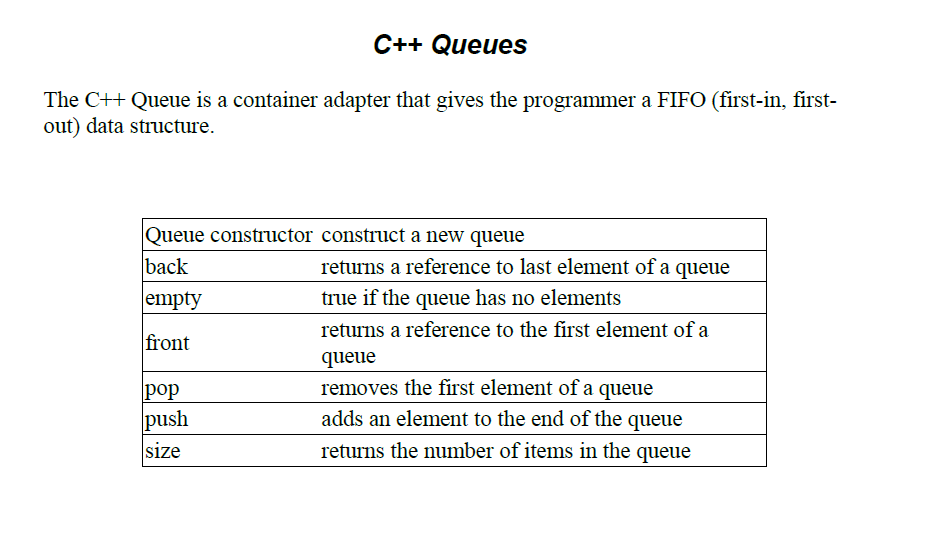 C++ Queues
The C++ Queue is a container adapter that gives the programmer a FIFO (first-in, first-
out) data structure.
Queue constructor construct a new queue
back returns a reference to last element of a queue
empty true if the queue has no elements
front returns a reference to the first element of a
queue
pop removes the first element of a queue
push adds an element to the end of the queue
size returns the number of items in the queue